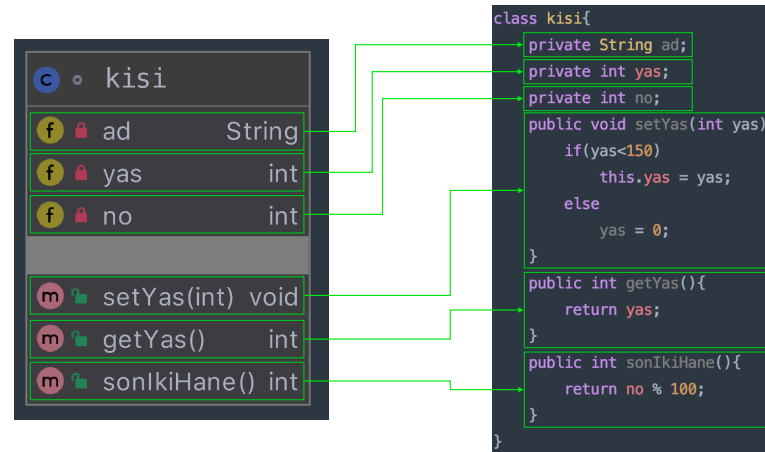 C kisi
f ad String
f yas int
f no int
m setYas(int) void
m getYas() int
m sonIkiHane() int
class kisi{
private String ad;
private int yas;
private int no;
public void setYas(int yas)
if(yas<150)
this.yas = yas;
else
yas = 0;
}
public int getYas(){
return yas;
}
public int sonIkiHane(){
return no % 100;
}
}